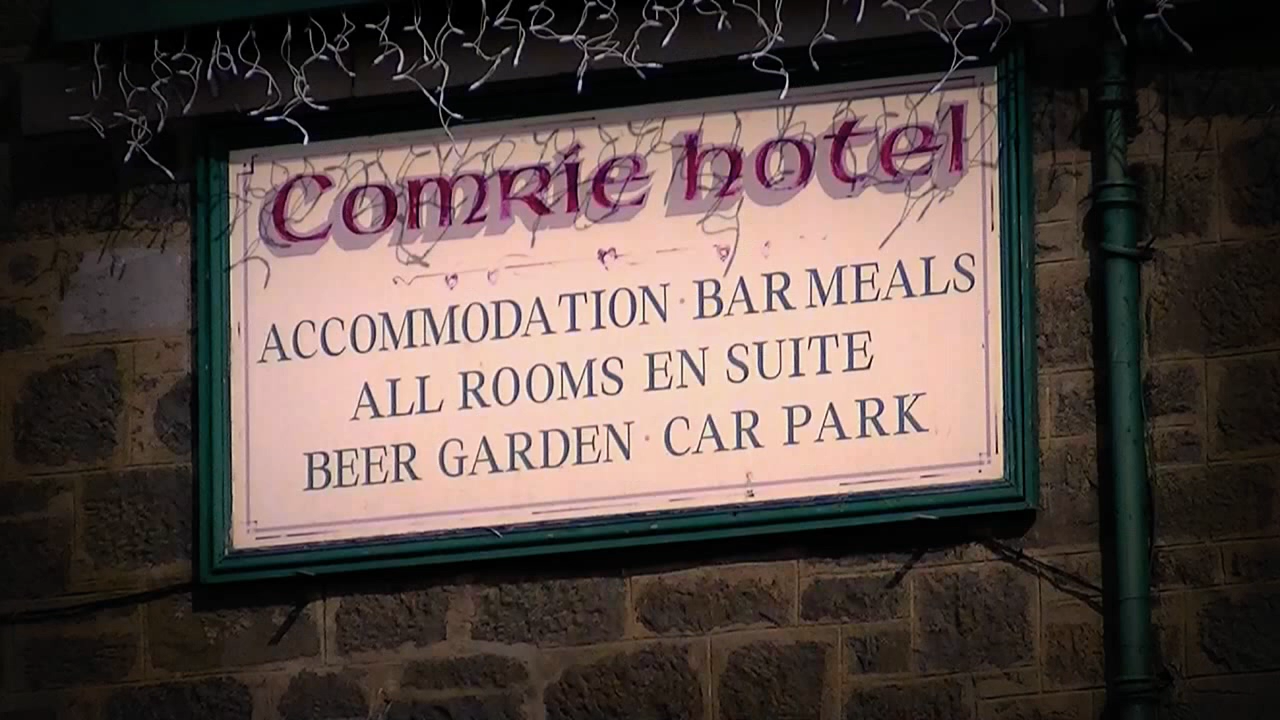 Comrie hotel
ACCOMMODATION · BAR MEALS
ALL ROOMS EN SUITE
BEER GARDEN · CAR PARK